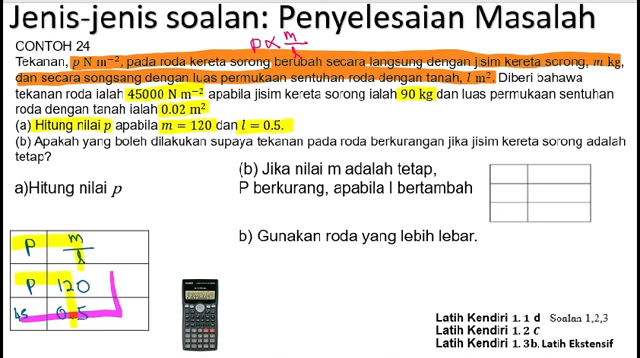 Jenis-jenis soalan: Penyelesaian Masalah
CONTOH 24
p ∝ m/l
Tekanan, p N m⁻², pada roda kereta sorong berubah secara langsung dengan jisim kereta sorong, m kg,
dan secara songsang dengan luas permukaan sentuhan roda dengan tanah, l m². Diberi bahawa
tekanan roda ialah 45000 N m⁻² apabila jisim kereta sorong ialah 90 kg dan luas permukaan sentuhan
roda dengan tanah ialah 0.02 m²
(a) Hitung nilai p apabila m = 120 dan l = 0.5.
(b) Apakah yang boleh dilakukan supaya tekanan pada roda berkurangan jika jisim kereta sorong adalah
tetap?
a)Hitung nilai p
(b) Jika nilai m adalah tetap,
P berkurang, apabila l bertambah
b) Gunakan roda yang lebih lebar.
p m/l
p 120
0.5
Latih Kendiri 1.1 d Soalan 1,2,3
Latih Kendiri 1.2 C
Latih Kendiri 1.3b. Latih Ekstensif